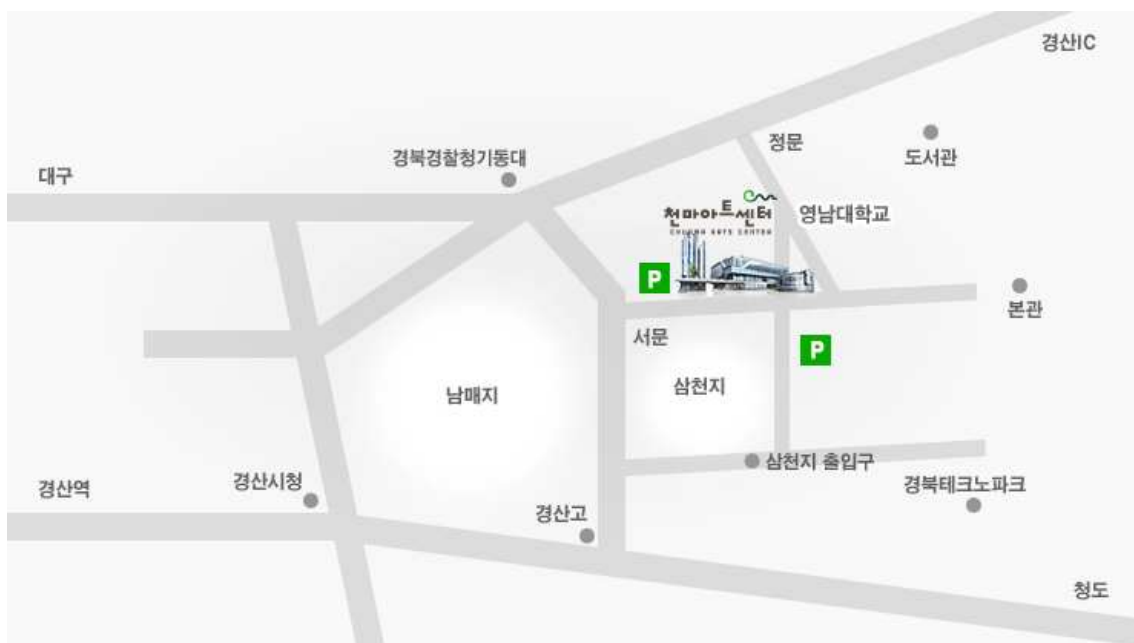 경산IC
정문
도서관
경북경찰청기동대
대구
천마아트센터
CHUNMA ARTS CENTER
영남대학교
P
본관
서문
P
남매지
삼천지
삼천지 출입구
경산시청
경산역
경북테크노파크
경산고
청도